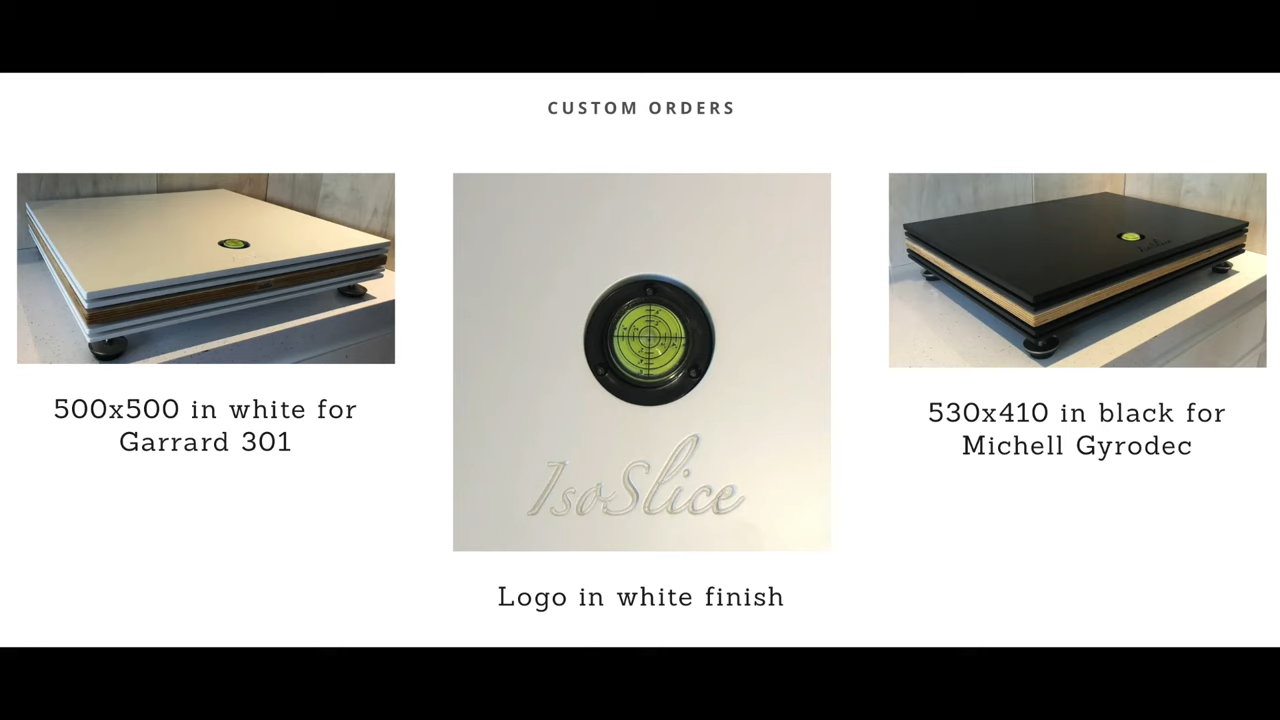 CUSTOM ORDERS
500x500 in white for
Garrard 301
IsoSlice
Logo in white finish
IsoSlice
530x410 in black for
Michell Gyrodec